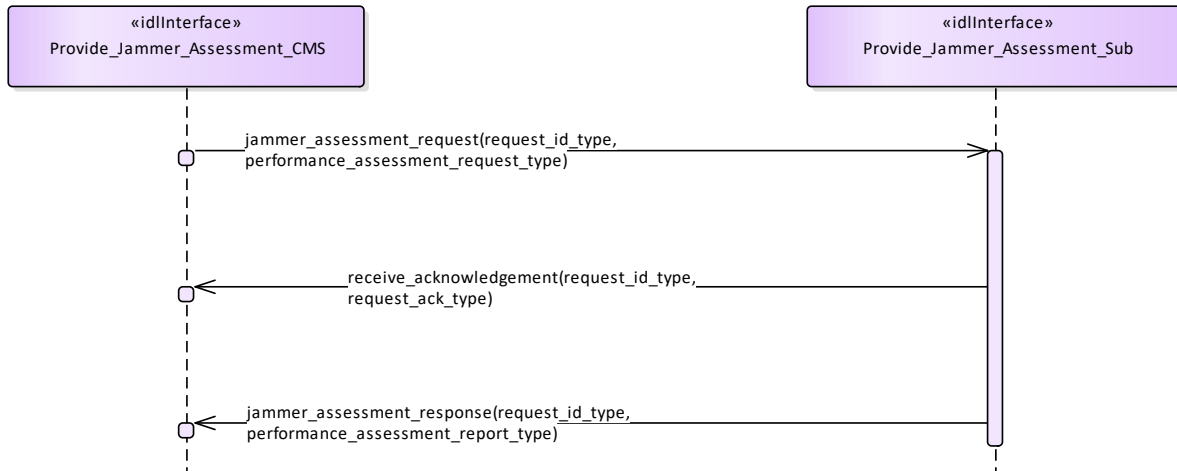 «idlInterface»
Provide_Jammer_Assessment_CMS
«idlInterface»
Provide_Jammer_Assessment_Sub
jammer_assessment_request(request_id_type,
performance_assessment_request_type)
receive_acknowledgement(request_id_type,
request_ack_type)
jammer_assessment_response(request_id_type,
performance_assessment_report_type)